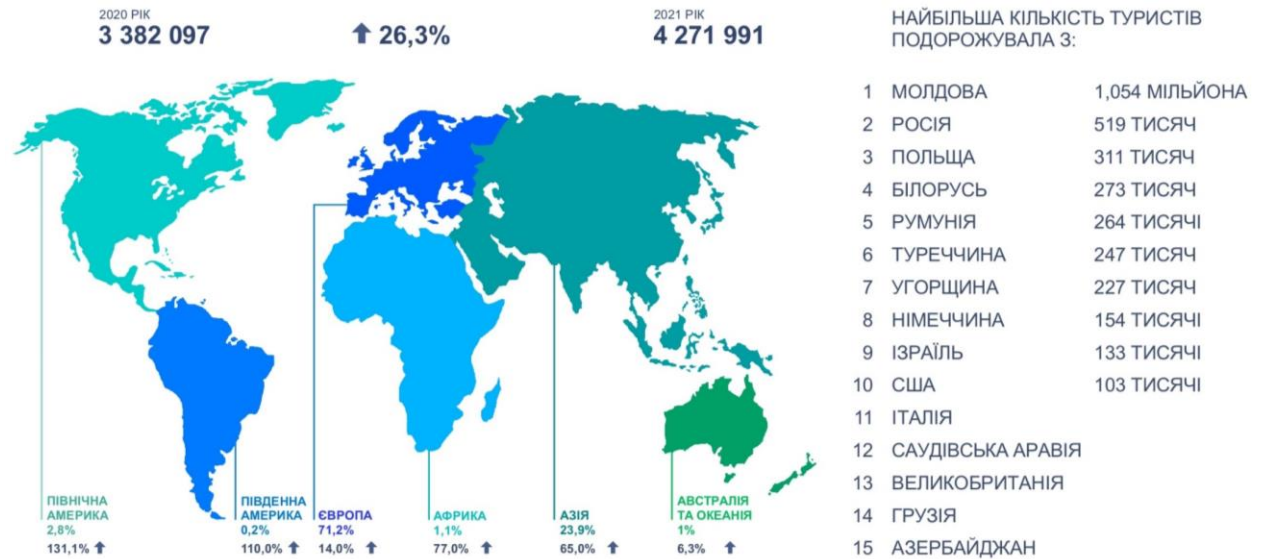 2020 РІК
3 382 097
26,3%
2021 РІК
4 271 991
НАЙБІЛЬША КІЛЬКІСТЬ ТУРИСТІВ
ПОДОРОЖУВАЛА З:
1 МОЛДОВА 1,054 МІЛЬЙОНА
2 РОСІЯ 519 ТИСЯЧ
3 ПОЛЬЩА 311 ТИСЯЧ
4 БІЛОРУСЬ 273 ТИСЯЧ
5 РУМУНІЯ 264 ТИСЯЧІ
6 ТУРЕЧЧИНА 247 ТИСЯЧ
7 УГОРЩИНА 227 ТИСЯЧ
8 НІМЕЧЧИНА 154 ТИСЯЧІ
9 ІЗРАЇЛЬ 133 ТИСЯЧІ
10 США 103 ТИСЯЧІ
11 ІТАЛІЯ
12 САУДІВСЬКА АРАВІЯ
13 ВЕЛИКОБРИТАНІЯ
14 ГРУЗІЯ
15 АЗЕРБАЙДЖАН
ПІВНІЧНА
АМЕРИКА
2,8%
131,1%
ПІВДЕННА
АМЕРИКА
0,2%
110,0%
ЄВРОПА
71,2%
14,0%
АФРИКА
1,1%
77,0%
АЗІЯ
23,9%
65,0%
АВСТРАЛІЯ
ТА ОКЕАНІЯ
1%
6,3%